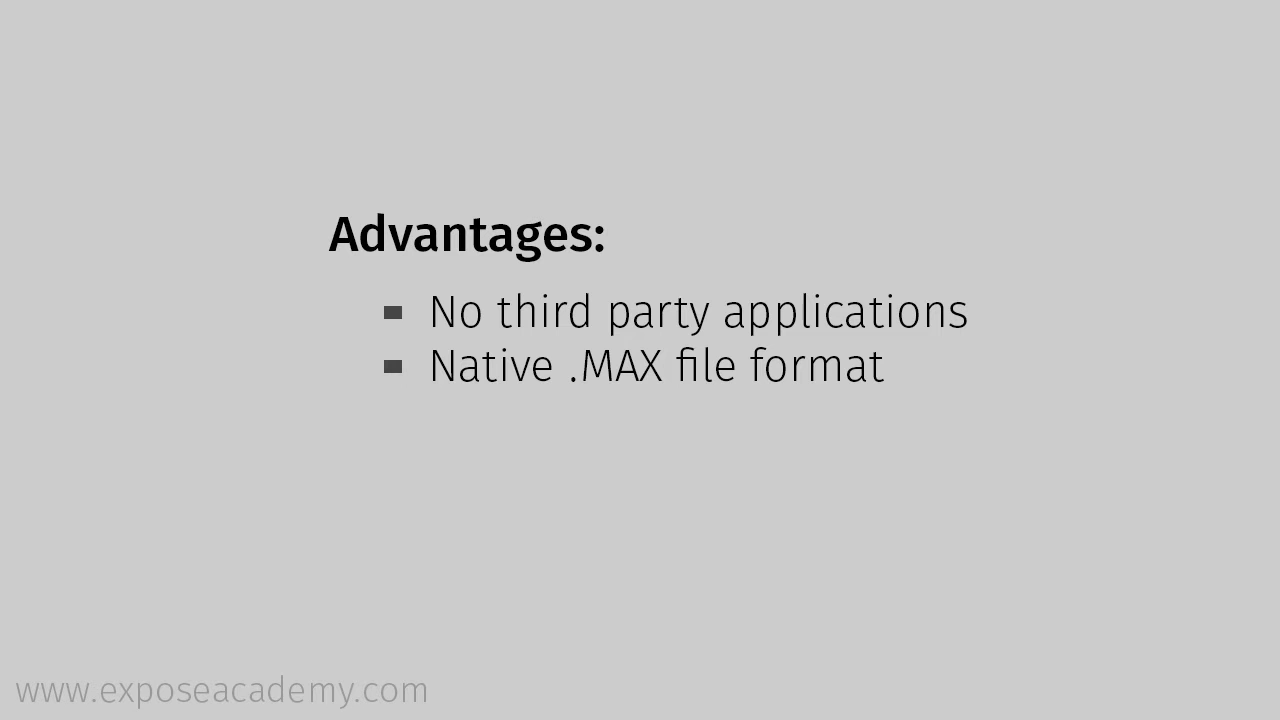 Advantages:
No third party applications
Native .MAX file format
www.exposeacademy.com